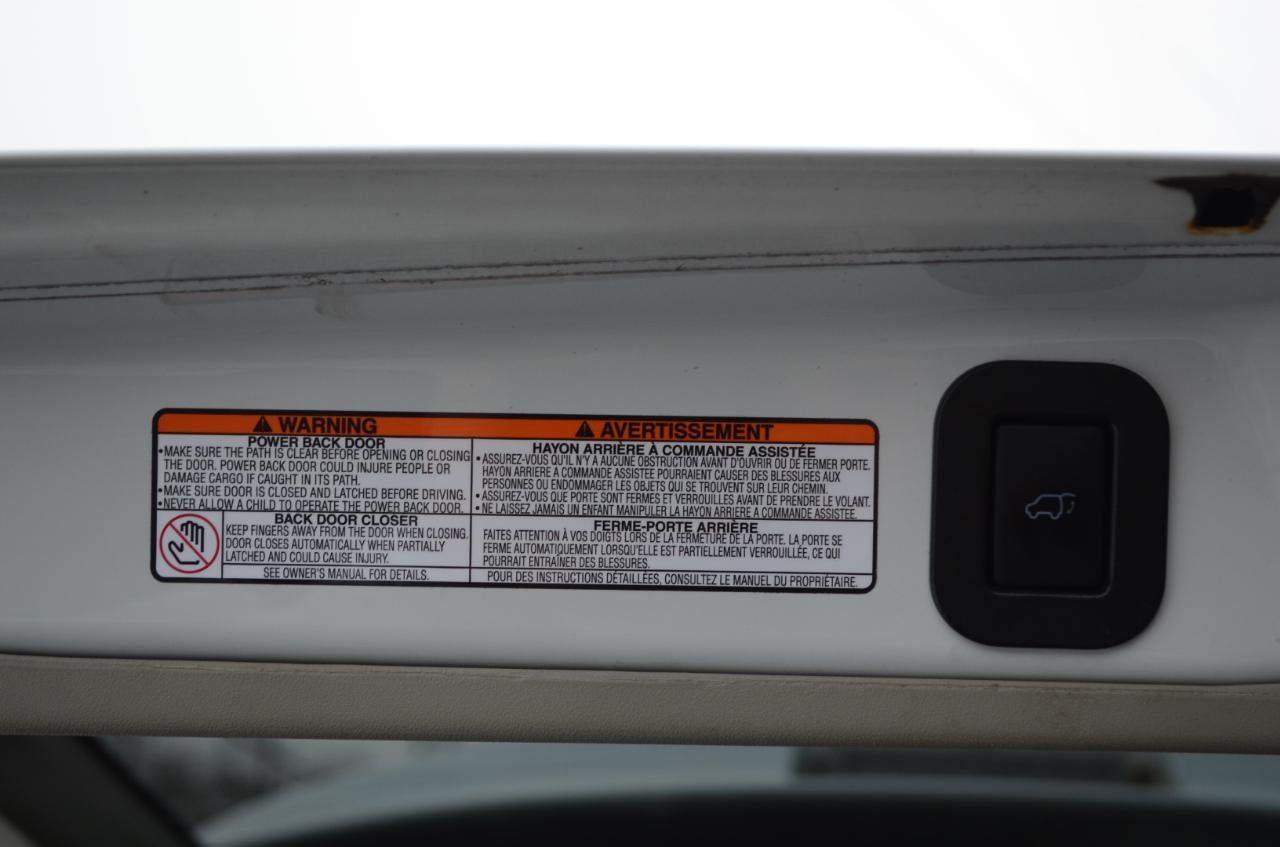 WARNING
POWER BACK DOOR
•MAKE SURE THE PATH IS CLEAR BEFORE OPENING OR CLOSING
THE DOOR. POWER BACK DOOR COULD INJURE PEOPLE OR
DAMAGE CARGO IF CAUGHT IN ITS PATH.
•MAKE SURE DOOR IS CLOSED AND LATCHED BEFORE DRIVING.
•NEVER ALLOW A CHILD TO OPERATE THE POWER BACK DOOR.
BACK DOOR CLOSER
KEEP FINGERS AWAY FROM THE DOOR WHEN CLOSING.
DOOR CLOSES AUTOMATICALLY WHEN PARTIALLY
LATCHED AND COULD CAUSE INJURY.
SEE OWNER'S MANUAL FOR DETAILS.
AVERTISSEMENT
HAYON ARRIÈRE À COMMANDE ASSISTÉE
•ASSUREZ-VOUS QU'IL N'Y A AUCUNE OBSTRUCTION AVANT D'OUVRIR OU DE FERMER PORTE.
HAYON ARRIERE A COMMANDE ASSISTEE POURRAIENT CAUSER DES BLESSURES AUX
PERSONNES OU ENDOMMAGER LES OBJETS QUI SE TROUVENT SUR LEUR CHEMIN.
•ASSUREZ-VOUS QUE PORTE SONT FERMES ET VERROUILLES AVANT DE PRENDRE LE VOLANT.
•NE LAISSEZ JAMAIS UN ENFANT MANIPULER LA HAYON ARRIERE A COMMANDE ASSISTEE.
FERME-PORTE ARRIÈRE
FAITES ATTENTION À VOS DOIGTS LORS DE LA FERMETURE DE LA PORTE. LA PORTE SE
FERME AUTOMATIQUEMENT LORSQU'ELLE EST PARTIELLEMENT VERROUILLÉE, CE QUI
POURRAIT ENTRAÎNER DES BLESSURES.
POUR DES INSTRUCTIONS DÉTAILLÉES, CONSULTEZ LE MANUEL DU PROPRIÉTAIRE.